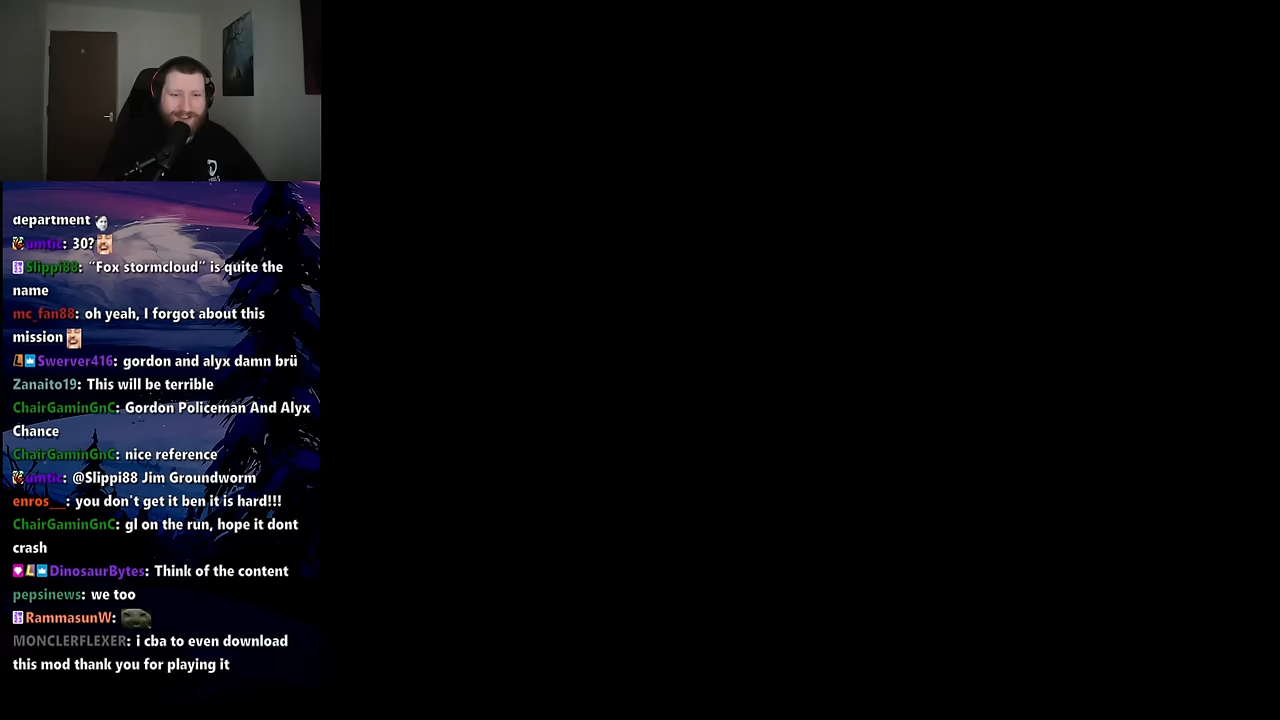 department
umtic: 30?
Slippi88: “Fox stormcloud” is quite the
name
mc_fan88: oh yeah, I forgot about this
mission
Swerver416: gordon and alyx damn brü
Zanaito19: This will be terrible
ChairGaminGnC: Gordon Policeman And Alyx
Chance
ChairGaminGnC: nice reference
umtic: @Slippi88 Jim Groundworm
enros__: you don't get it ben it is hard!!!
ChairGaminGnC: gl on the run, hope it dont
crash
DinosaurBytes: Think of the content
pepsinews: we too
RammasunW:
MONCLERFLEXER: i cba to even download
this mod thank you for playing it